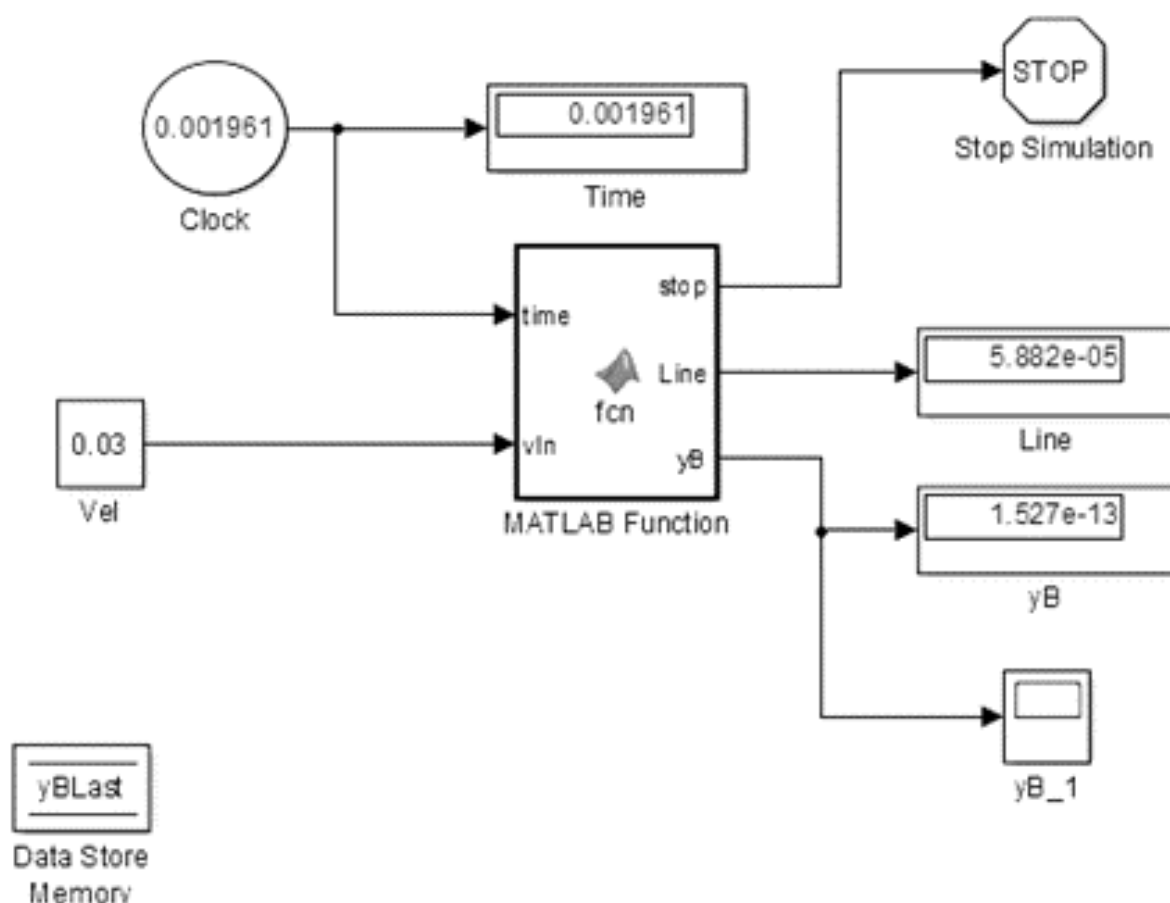 STOP
Stop Simulation
0.001961
Clock
0.001961
Time
time
vIn
fcn
stop
Line
yB
MATLAB Function
0.03
Vel
5.882e-05
Line
1.527e-13
yB
yB_1
yBLast
Data Store
Memory